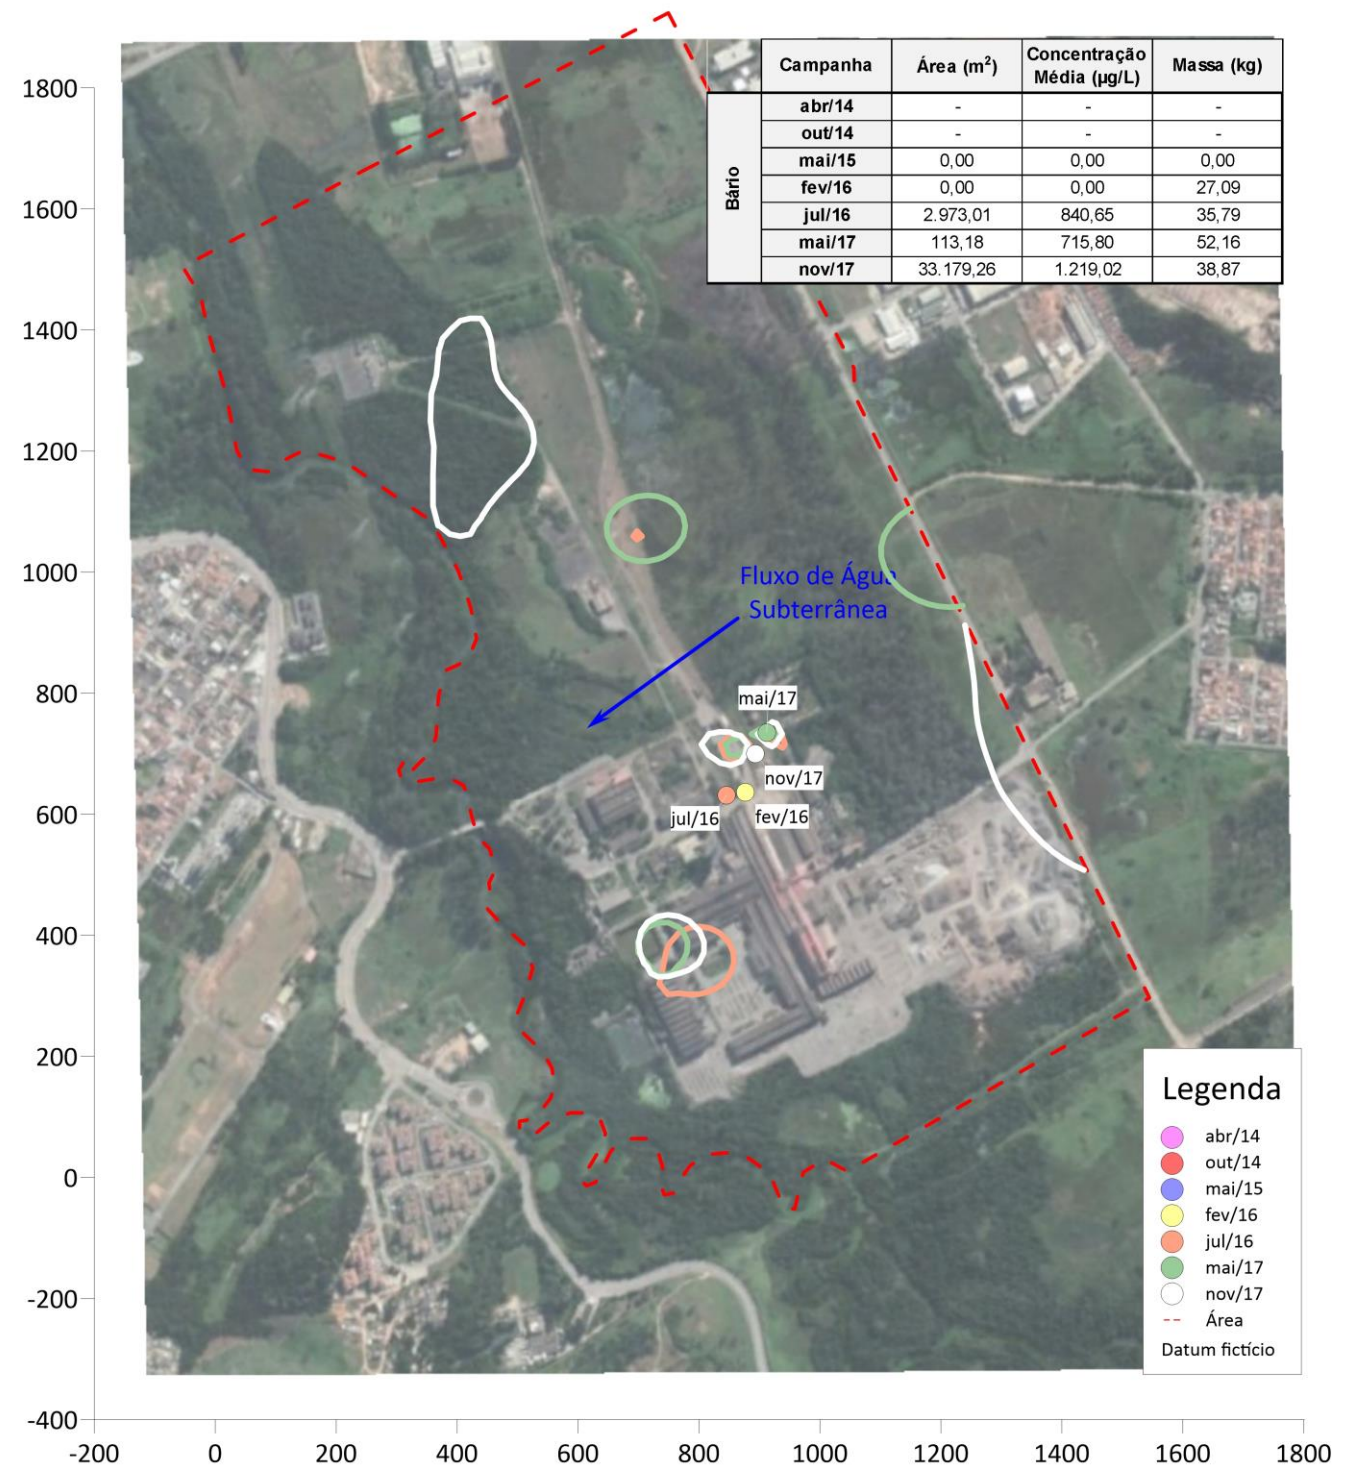 Campanha Área (m²) Concentração Média (µg/L) Massa (kg)
Bário
abr/14 - - -
out/14 - - -
mai/15 0,00 0,00 0,00
fev/16 0,00 0,00 27,09
jul/16 2.973,01 840,65 35,79
mai/17 113,18 715,80 52,16
nov/17 33.179,26 1.219,02 38,87
1800
1600
1400
1200
1000
800
600
400
200
0
-200
-400
Fluxo de Água
Subterrânea
mai/17
nov/17
jul/16
fev/16
Legenda
abr/14
out/14
mai/15
fev/16
jul/16
mai/17
nov/17
Área
Datum fictício
-200 0 200 400 600 800 1000 1200 1400 1600 1800